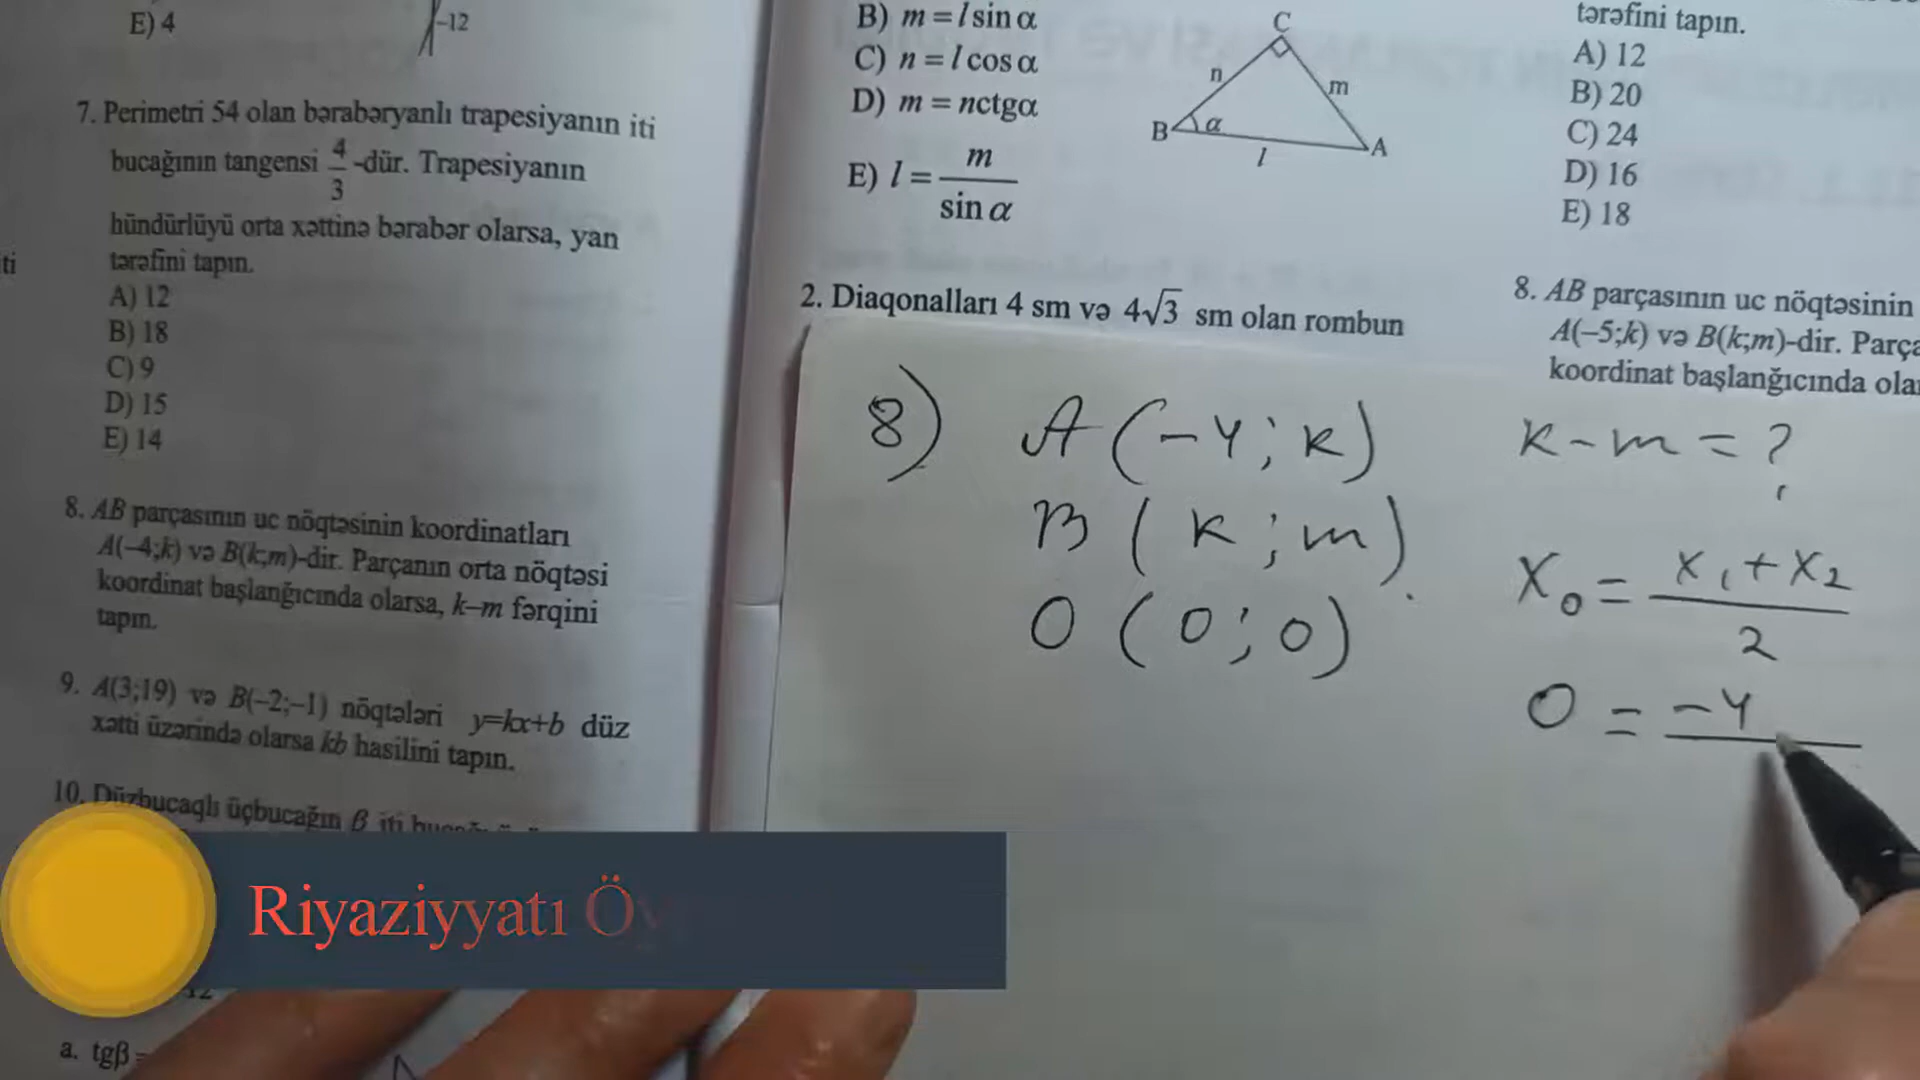 E) 4
-12
7. Perimetri 54 olan bərabəryanlı trapesiyanın iti
bucağının tangensi 4/3 -dür. Trapesiyanın
hündürlüyü orta xəttinə bərabər olarsa, yan
tərəfini tapın.
A) 12
B) 18
C) 9
D) 15
E) 14
8. AB parçasının uc nöqtəsinin koordinatları
A(–4;k) və B(k;m)-dir. Parçanın orta nöqtəsi
koordinat başlanğıcında olarsa, k–m fərqini
tapın.
9. A(3;19) və B(–2;–1) nöqtələri y=kx+b düz
xətti üzərində olarsa kb hasilini tapın.
10. Düzbucaqlı üçbucağın β iti
a. tgβ =
ti
B) m = l sin α
C) n = l cos α
D) m = nctgα
E) l = m / sin α
C
n
m
B
α
l
A
2. Diaqonalları 4 sm və 4√3 sm olan rombun
tərəfini tapın.
A) 12
B) 20
C) 24
D) 16
E) 18
8. AB parçasının uc nöqtəsinin
A(–5;k) və B(k;m)-dir.
koordinat başlanğıcında
8) A (-4; k)
B ( k ; m)
O ( 0 ; 0)
k - m = ?
x₀ = x₁ + x₂ / 2
0 = -4
Riyaziyyatı